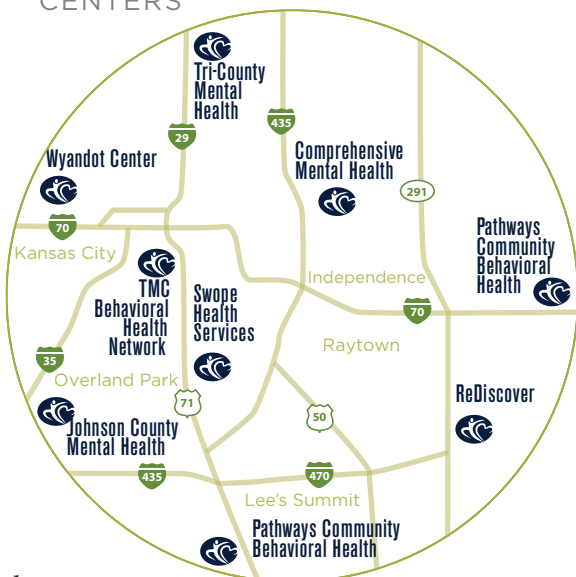 CENTERS
Tri-County
Mental
Health
29
435
Wyandot Center
Comprehensive
Mental Health
291
70
Kansas City
Pathways
Community
Behavioral
Health
TMC
Behavioral
Health
Network
Swope
Health
Services
Independence
70
Raytown
35
Overland Park
71
50
ReDiscover
Johnson County
Mental Health
435
470
Lee's Summit
Pathways Community
Behavioral Health